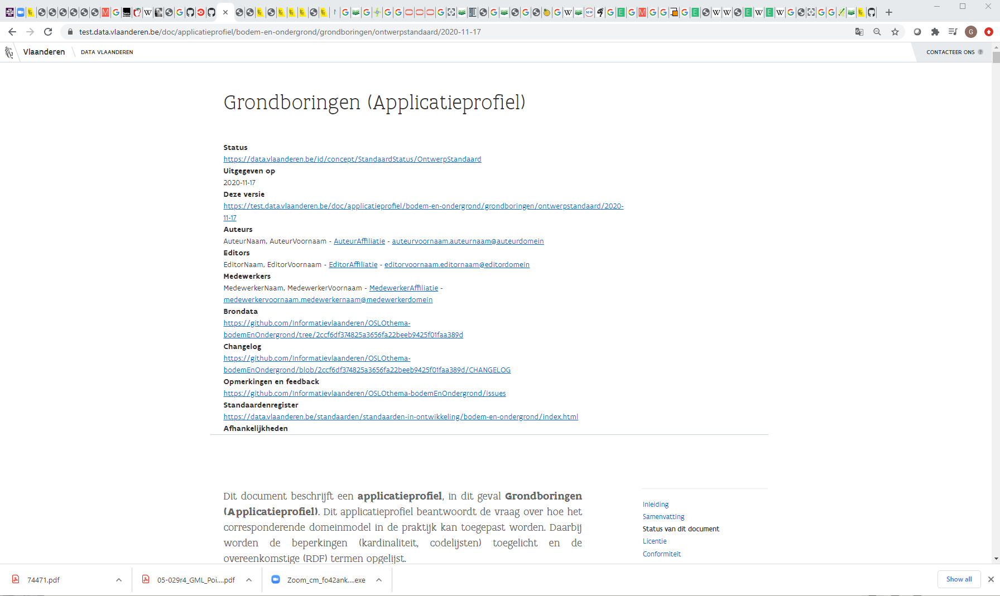 test.data.vlaanderen.be/doc/applicatieprofiel/bodem-en-ondergrond/grondboringen/ontwerpstandaard/2020-11-17
G
Vlaanderen
DATA VLAANDEREN
CONTACTEER ONS ?
Grondboringen (Applicatieprofiel)
Status
https://data.vlaanderen.be/id/concept/StandaardStatus/OntwerpStandaard
Uitgegeven op
2020-11-17
Deze versie
https://test.data.vlaanderen.be/doc/applicatieprofiel/bodem-en-ondergrond/grondboringen/ontwerpstandaard/2020-
11-17
Auteurs
AuteurNaam, AuteurVoornaam - AuteurAffiliatie - auteurvoornaam.auteurnaam@auteurdomein
Editors
EditorNaam, EditorVoornaam - EditorAffiliatie - editorvoornaam.editornaam@editordomein
Medewerkers
MedewerkerNaam, MedewerkerVoornaam - MedewerkerAffiliatie -
medewerkervoornaam.medewerkernaam@medewerkerdomein
Brondata
https://github.com/Informatievlaanderen/OSLOthema-
bodemEnOndergrond/tree/2ccf6df374825a3656fa22beeb9425f01faa389d
Changelog
https://github.com/Informatievlaanderen/OSLOthema-
bodemEnOndergrond/blob/2ccf6df374825a3656fa22beeb9425f01faa389d/CHANGELOG
Opmerkingen en feedback
https://github.com/Informatievlaanderen/OSLOthema-bodemEnOndergrond/issues
Standaardenregister
https://data.vlaanderen.be/standaarden/standaarden-in-ontwikkeling/bodem-en-ondergrond/index.html
Afhankelijkheden
Dit document beschrijft een applicatieprofiel, in dit geval Grondboringen
(Applicatieprofiel). Dit applicatieprofiel beantwoordt de vraag over hoe het
corresponderende domeinmodel in de praktijk kan toegepast worden. Daarbij
worden de beperkingen (kardinaliteit, codelijsten) toegelicht en de
overeenkomstige (RDF) termen opgelijst.
Inleiding
Samenvatting
Status van dit document
Licentie
Conformiteit
74471.pdf
05-029r4_GML_Poi....pdf
Zoom_cm_fo42ank....exe
Show all